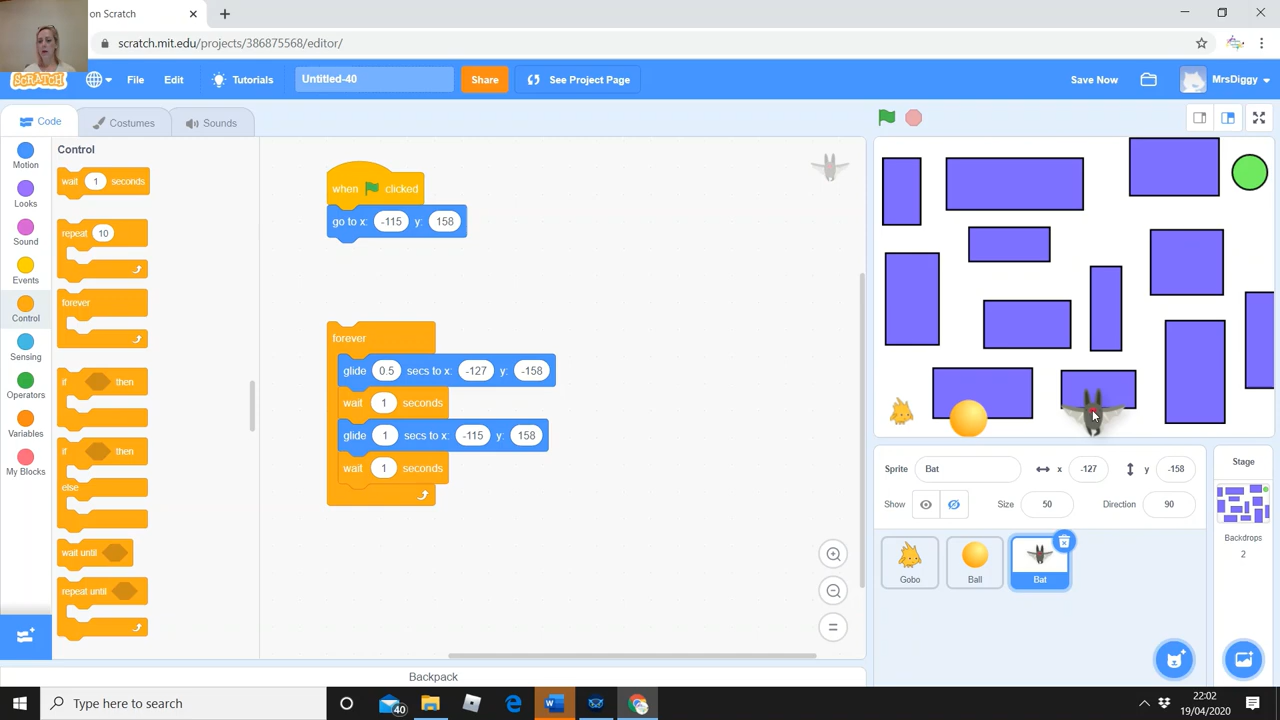 on Scratch
scratch.mit.edu/projects/386875568/editor/
SCRATCH
File
Edit
Tutorials
Untitled-40
Share
See Project Page
Save Now
MrsDiggy
Code
Costumes
Sounds
Motion
Looks
Sound
Events
Control
Sensing
Operators
Variables
My Blocks
Control
wait 1 seconds
repeat 10
forever
if then
if then
else
wait until
repeat until
when clicked
go to x: -115 y: 158
forever
glide 0.5 secs to x: -127 y: -158
wait 1 seconds
glide 1 secs to x: -115 y: 158
wait 1 seconds
Sprite Bat x -127 y -158
Show Size 50 Direction 90
Gobo
Ball
Bat
Stage
Backdrops
2
Backpack
Type here to search
40
22:02
19/04/2020